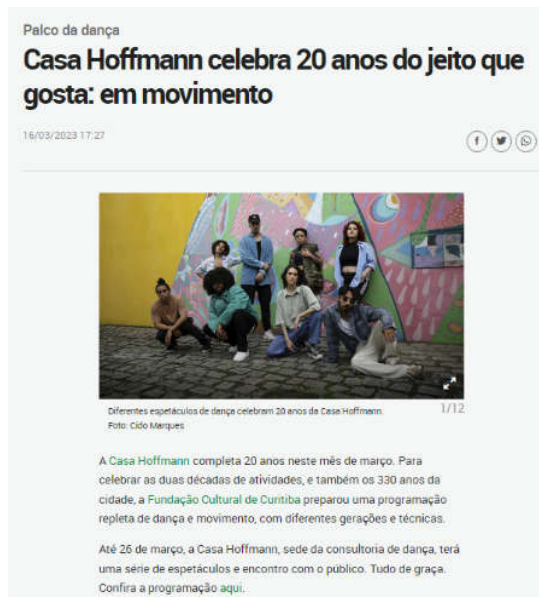 Palco da dança
Casa Hoffmann celebra 20 anos do jeito que
gosta: em movimento
16/03/2023 17:27
Diferentes espetáculos de dança celebram 20 anos da Casa Hoffmann.
1/12
Foto: Cido Marques
A Casa Hoffmann completa 20 anos neste mês de março. Para
celebrar as duas décadas de atividades, e também os 330 anos da
cidade, a Fundação Cultural de Curitiba preparou uma programação
repleta de dança e movimento, com diferentes gerações e técnicas.
Até 26 de março, a Casa Hoffmann, sede da consultoria de dança, terá
uma série de espetáculos e encontro com o público. Tudo de graça.
Confira a programação aqui.